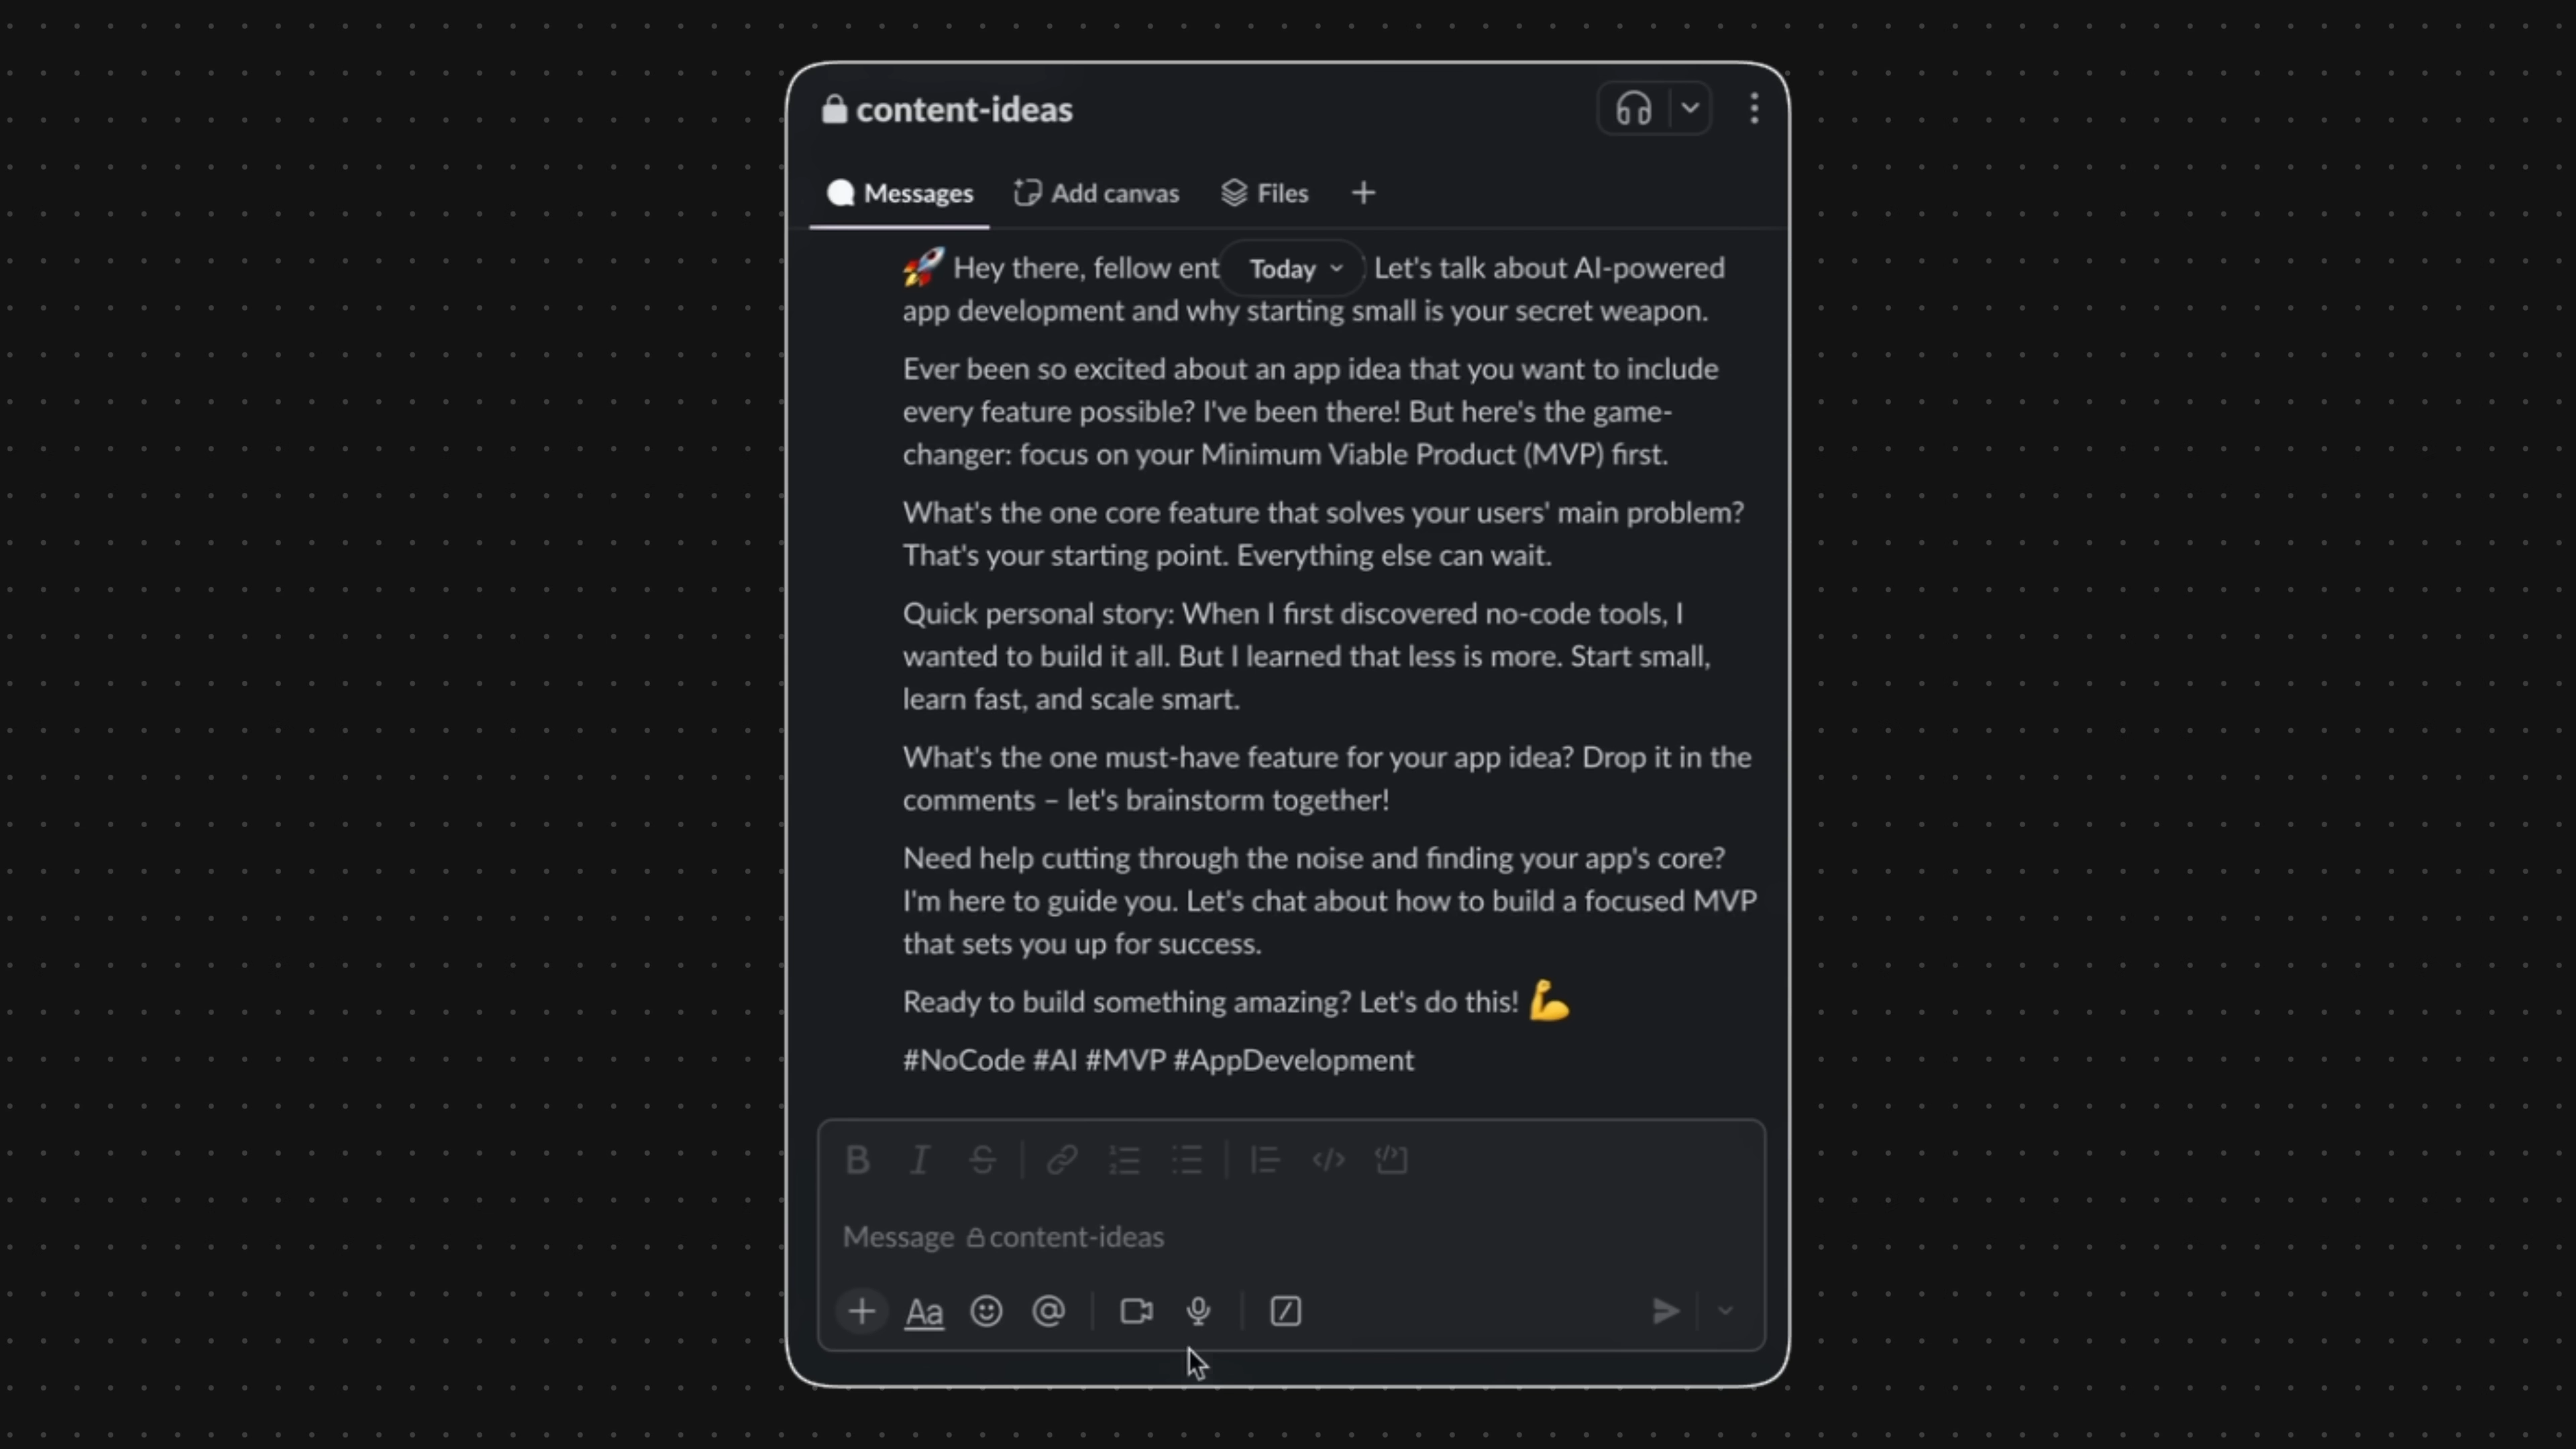 content-ideas
Messages Add canvas Files
🚀 Hey there, fellow ent Today Let's talk about AI-powered
app development and why starting small is your secret weapon.
Ever been so excited about an app idea that you want to include
every feature possible? I've been there! But here's the game-
changer: focus on your Minimum Viable Product (MVP) first.
What's the one core feature that solves your users' main problem?
That's your starting point. Everything else can wait.
Quick personal story: When I first discovered no-code tools, I
wanted to build it all. But I learned that less is more. Start small,
learn fast, and scale smart.
What's the one must-have feature for your app idea? Drop it in the
comments – let's brainstorm together!
Need help cutting through the noise and finding your app's core?
I'm here to guide you. Let's chat about how to build a focused MVP
that sets you up for success.
Ready to build something amazing? Let's do this! 💪
#NoCode #AI #MVP #AppDevelopment
Message content-ideas
Aa